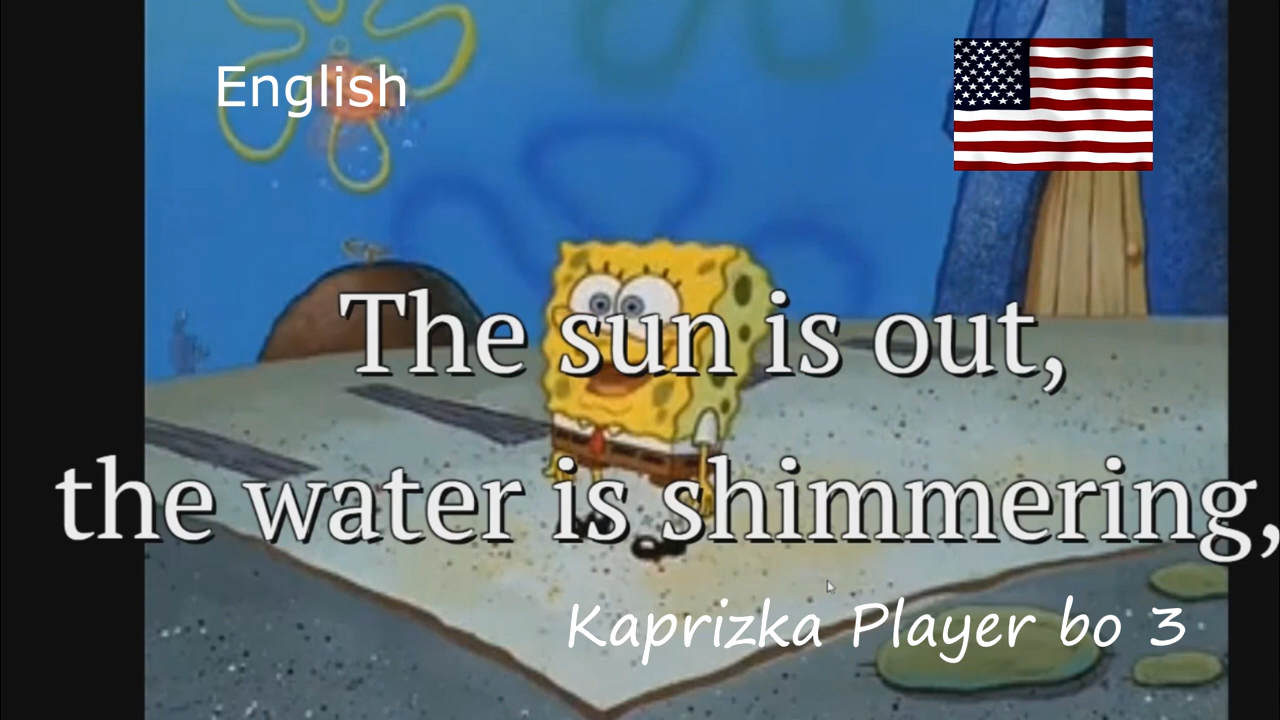 English
The sun is out,
the water is shimmering,
Kaprizka Player bo 3